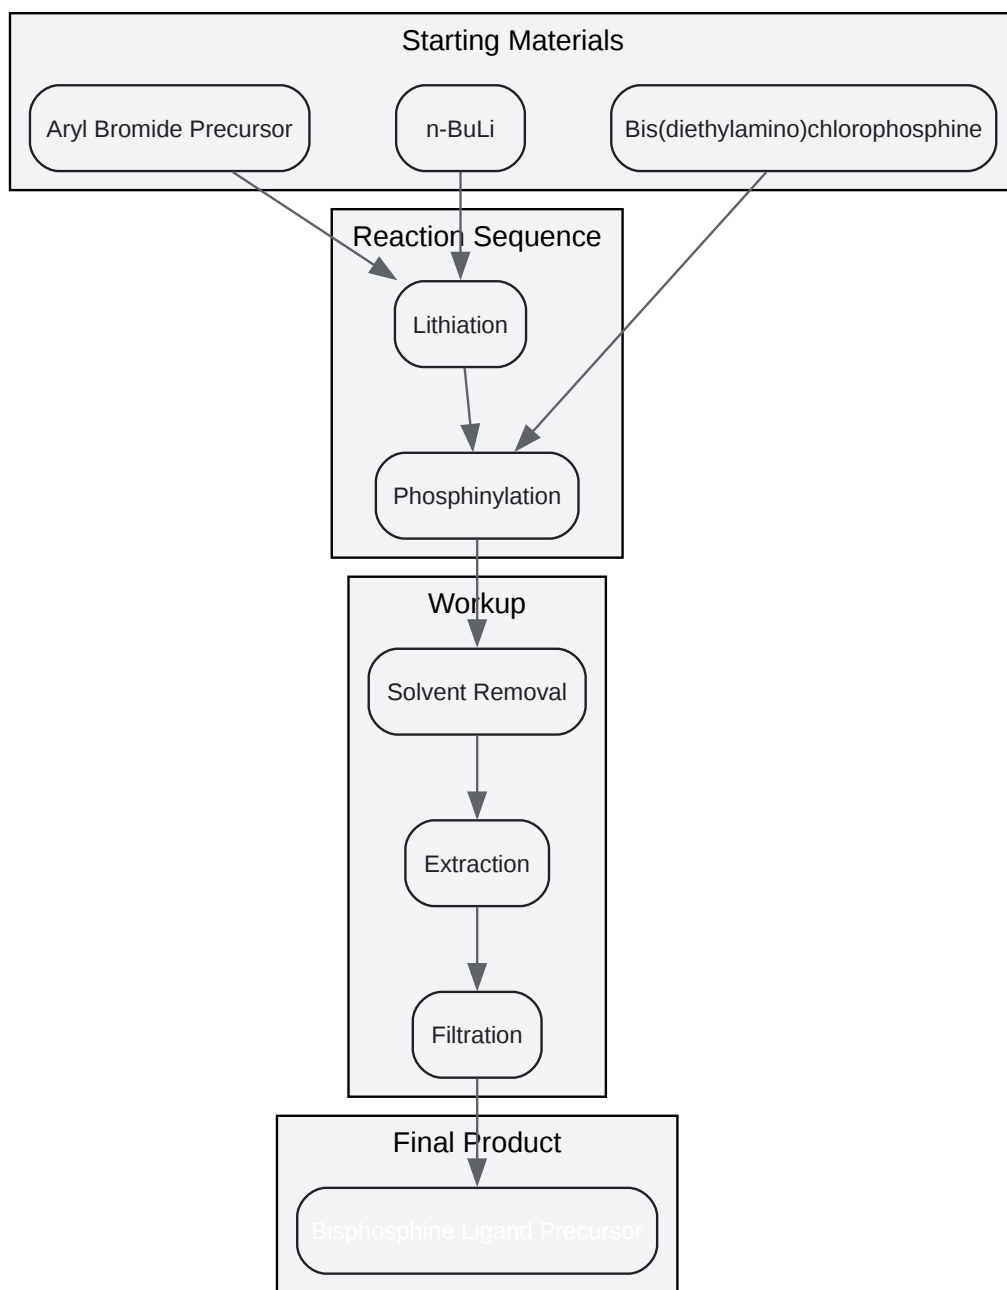 Starting Materials
Aryl Bromide Precursor
n-BuLi
Bis(diethylamino)chlorophosphine
Reaction Sequence
Lithiation
Phosphinylation
Workup
Solvent Removal
Extraction
Filtration
Final Product
Bisphosphine Ligand Precursor